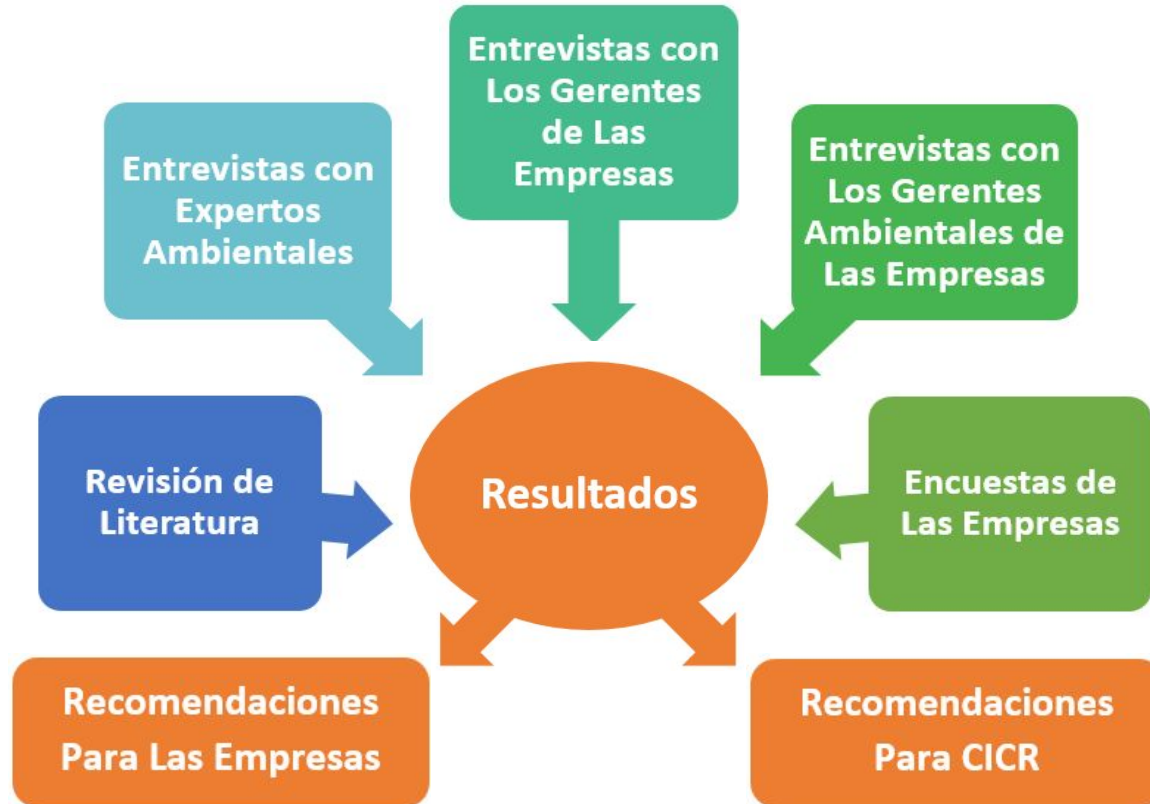 Entrevistas con
Los Gerentes
de Las
Empresas
Entrevistas con
Expertos
Ambientales
Entrevistas con
Los Gerentes
Ambientales de
Las Empresas
Revisión de
Literatura
Resultados
Encuestas de
Las Empresas
Recomendaciones
Para Las Empresas
Recomendaciones
Para CICR